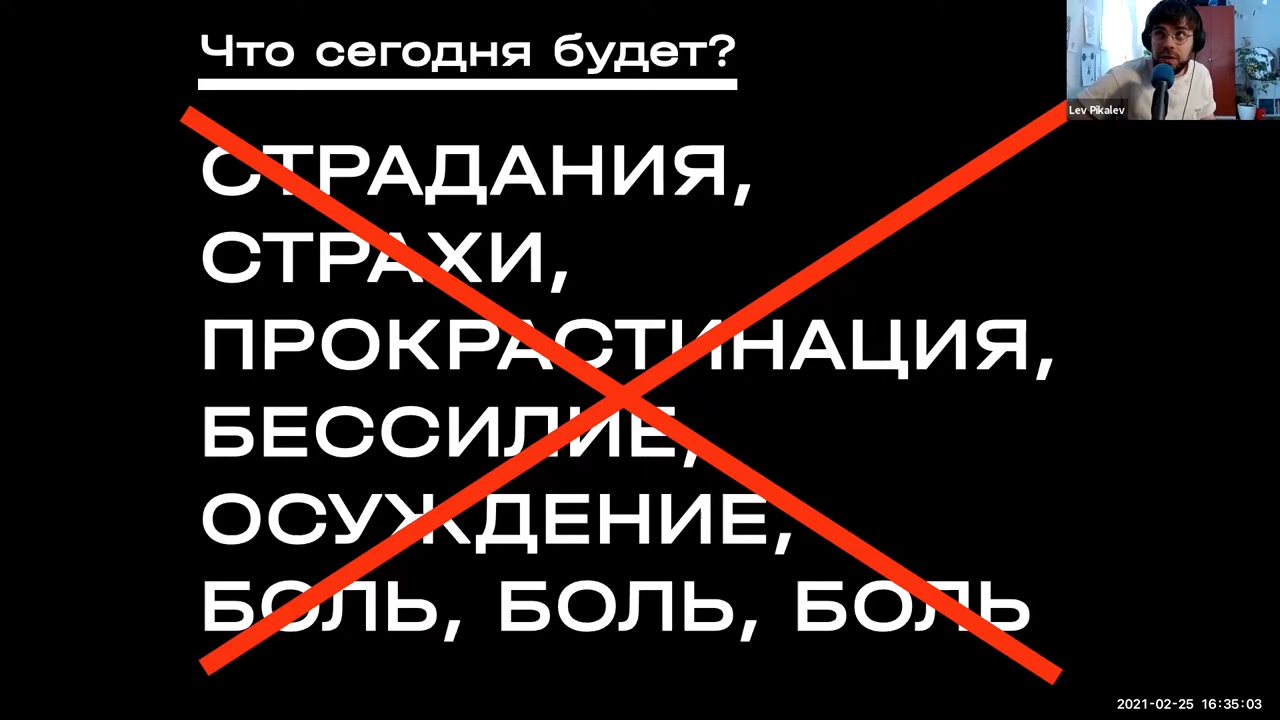 Что сегодня будет?
СТРАДАНИЯ,
СТРАХИ,
ПРОКРАСТИНАЦИЯ,
БЕССИЛИЕ,
ОСУЖДЕНИЕ,
БОЛЬ, БОЛЬ, БОЛЬ
Lev Pikalev
2021-02-25 16:35:03